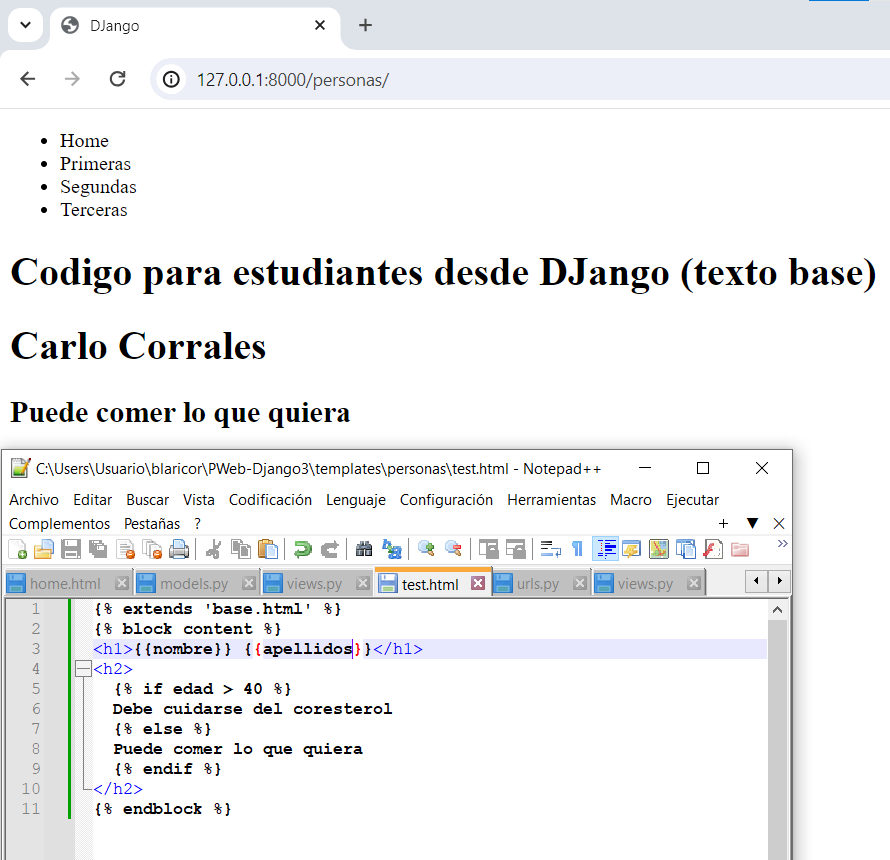 DJango
127.0.0.1:8000/personas/
Home
Primeras
Segundas
Terceras
Codigo para estudiantes desde DJango (texto base)
Carlo Corrales
Puede comer lo que quiera
C:\Users\Usuario\blaricor\PWeb-Django3\templates\personas\test.html - Notepad++
Archivo Editar Buscar Vista Codificación Lenguaje Configuración Herramientas Macro Ejecutar
Complementos Pestañas ?
home.html models.py views.py test.html urls.py views.py
1 {% extends 'base.html' %}
2 {% block content %}
3 <h1>{{nombre}} {{apellidos}}</h1>
4 <h2>
5 {% if edad > 40 %}
6 Debe cuidarse del coresterol
7 {% else %}
8 Puede comer lo que quiera
9 {% endif %}
10 </h2>
11 {% endblock %}